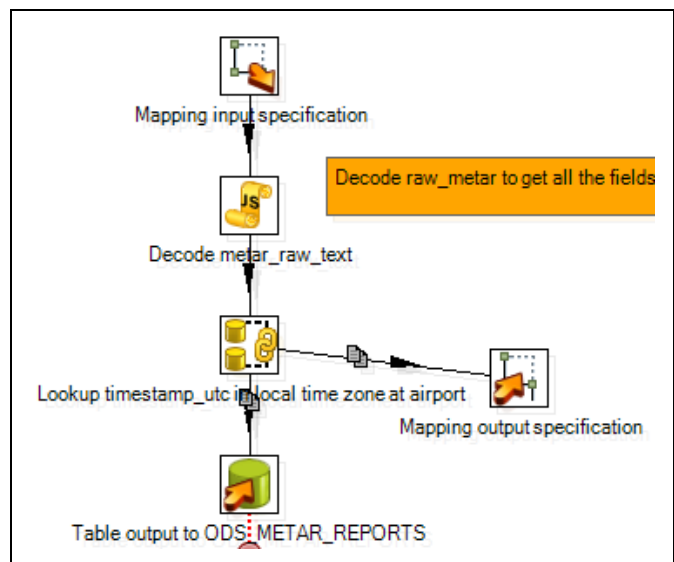 Mapping input specification
Decode raw_metar to get all the fields
JS
Decode metar_raw_text
Lookup timestamp_utc in local time zone at airport
Mapping output specification
Table output to ODS_METAR_REPORTS